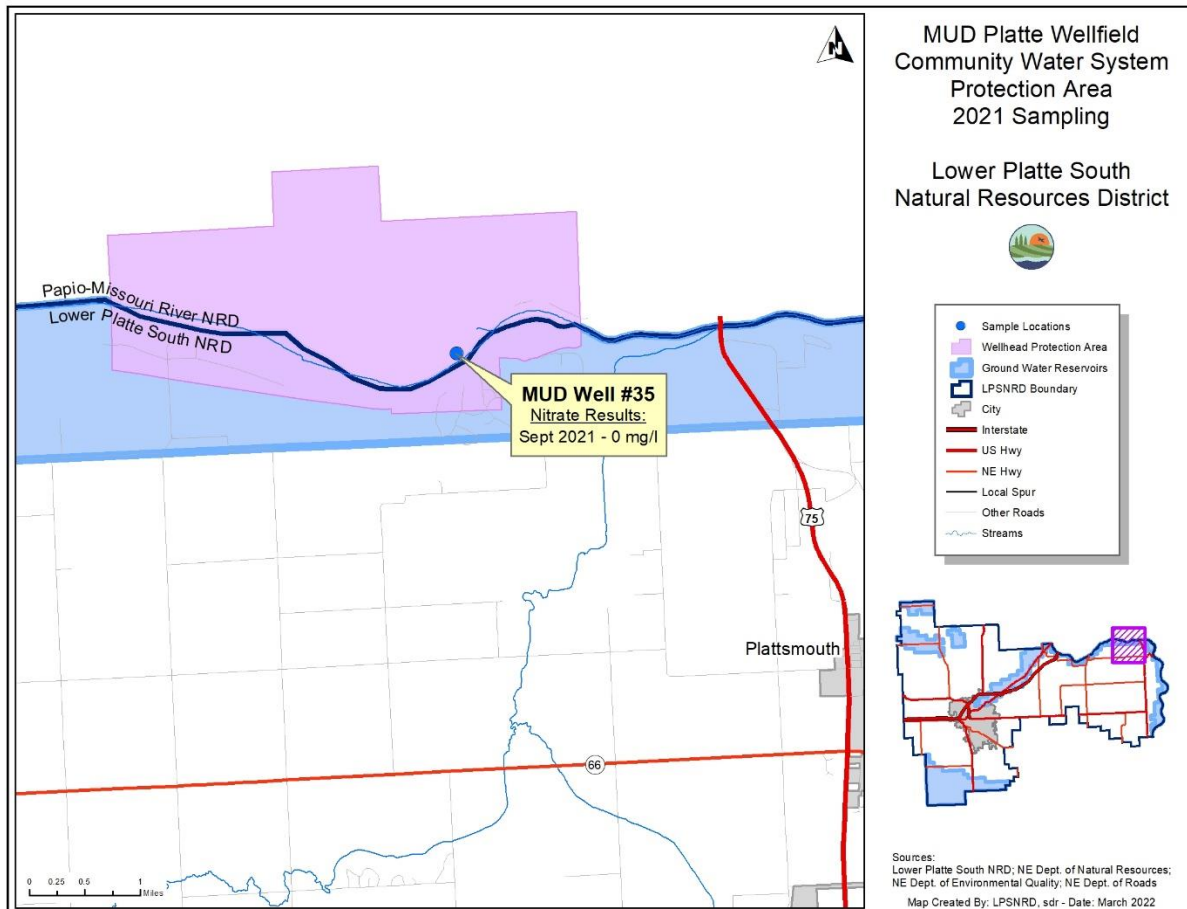 MUD Platte Wellfield
Community Water System
Protection Area
2021 Sampling
Lower Platte South
Natural Resources District
N
Papio-Missouri River NRD
Lower Platte South NRD
MUD Well #35
Nitrate Results:
Sept 2021 - 0 mg/l
75
Plattsmouth
66
0 0.25 0.5 1
Miles
Sample Locations
Wellhead Protection Area
Ground Water Reservoirs
LPSNRD Boundary
City
Interstate
US Hwy
NE Hwy
Local Spur
Other Roads
Streams
Sources:
Lower Platte South NRD; NE Dept. of Natural Resources;
NE Dept. of Environmental Quality; NE Dept. of Roads
Map Created By: LPSNRD, sdr - Date: March 2022